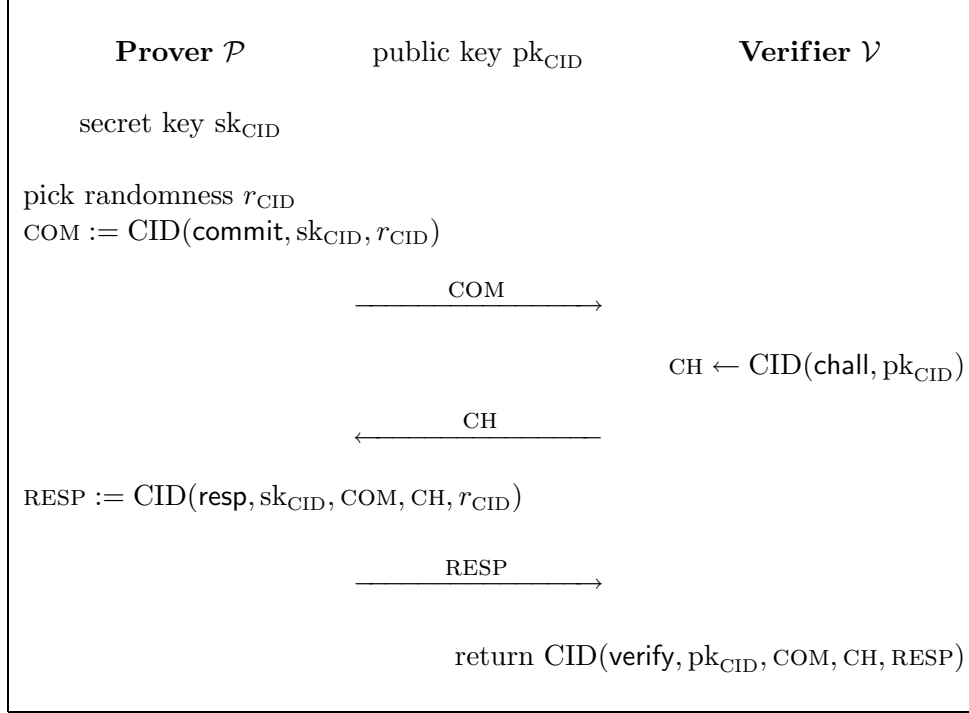 Prover 𝒫 public key pk_CID Verifier 𝒱
secret key sk_CID
pick randomness r_CID
COM := CID(commit, sk_CID, r_CID)
COM
CH ← CID(chall, pk_CID)
CH
RESP := CID(resp, sk_CID, COM, CH, r_CID)
RESP
return CID(verify, pk_CID, COM, CH, RESP)